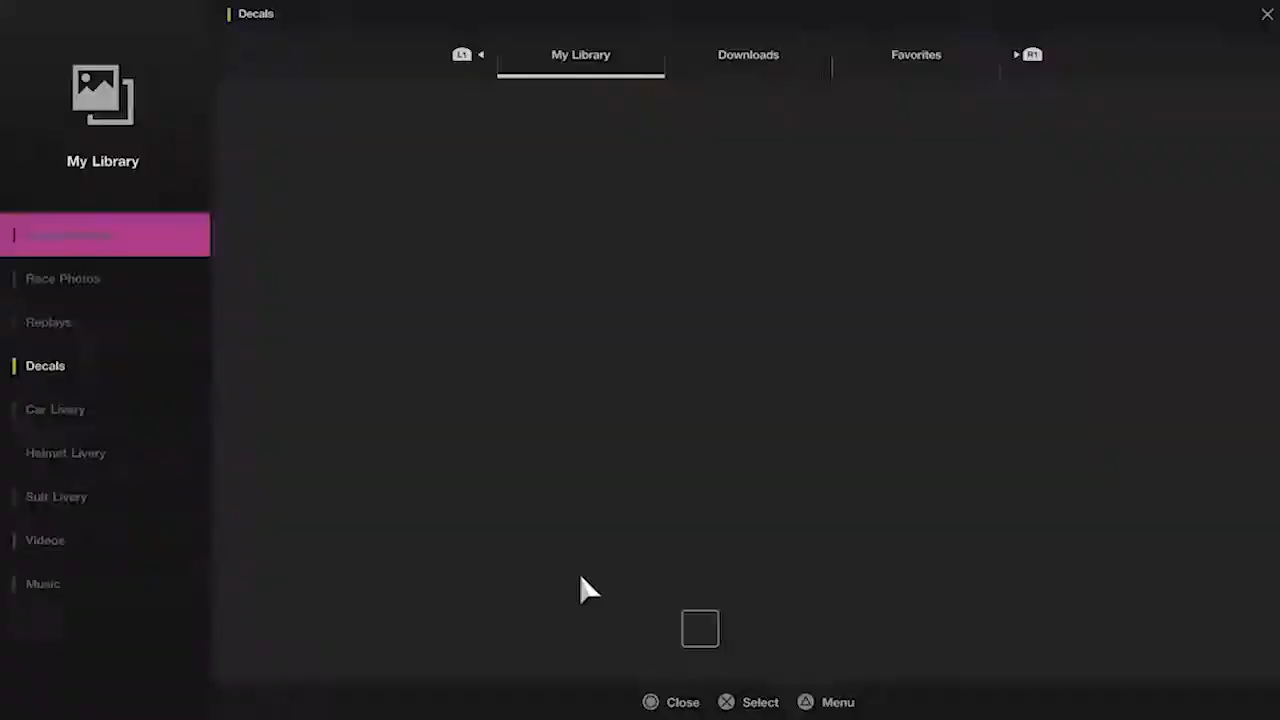 Decals
L1
My Library
Downloads
Favorites
R1
My Library
Race Photos
Replays
Decals
Car Livery
Helmet Livery
Suit Livery
Videos
Music
Close
Select
Menu